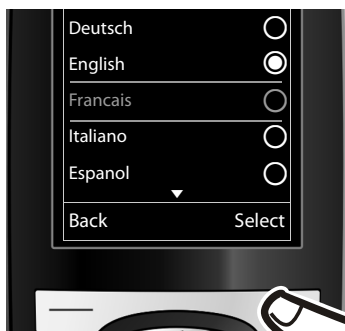 Deutsch
English
Francais
Italiano
Espanol
Back Select